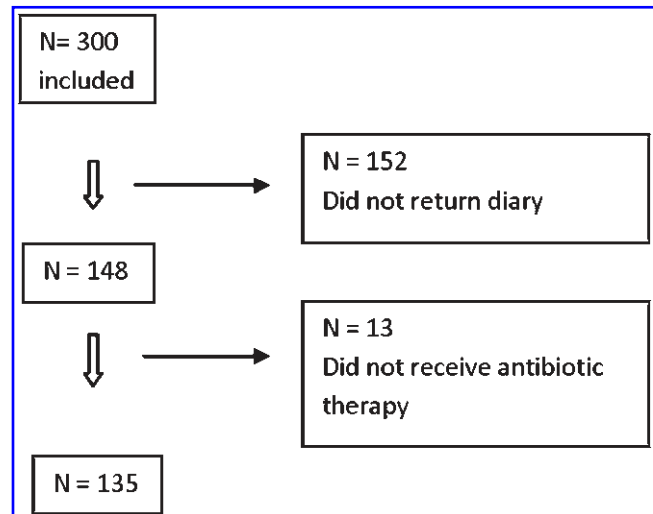 N= 300
included
N = 152
Did not return diary
N = 148
N = 13
Did not receive antibiotic
therapy
N = 135